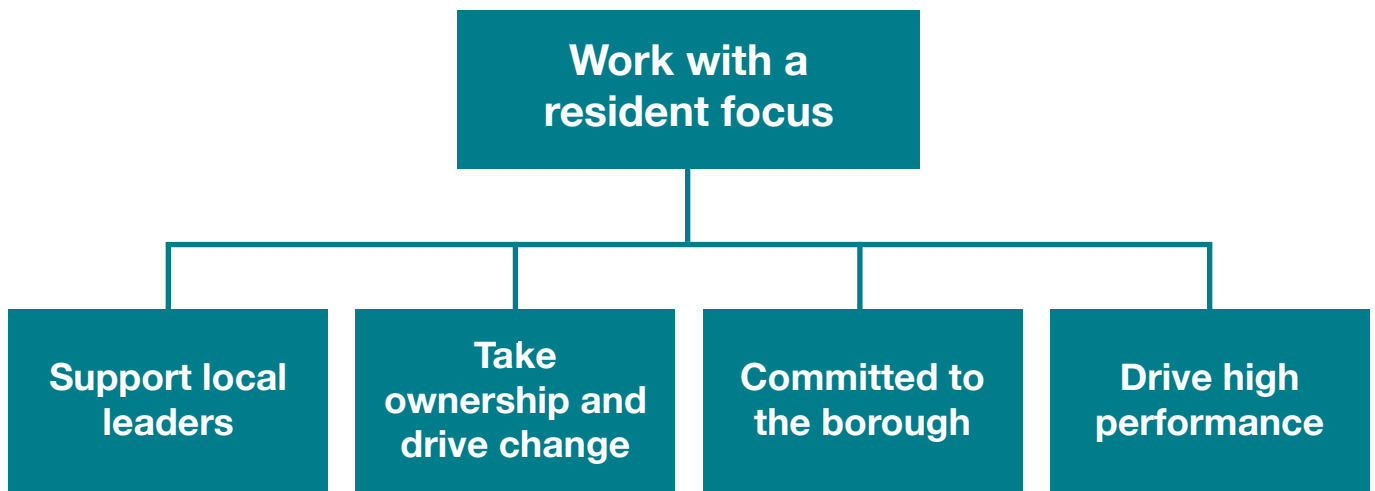 Work with a
resident focus
Support local
leaders
Take
ownership and
drive change
Committed to
the borough
Drive high
performance